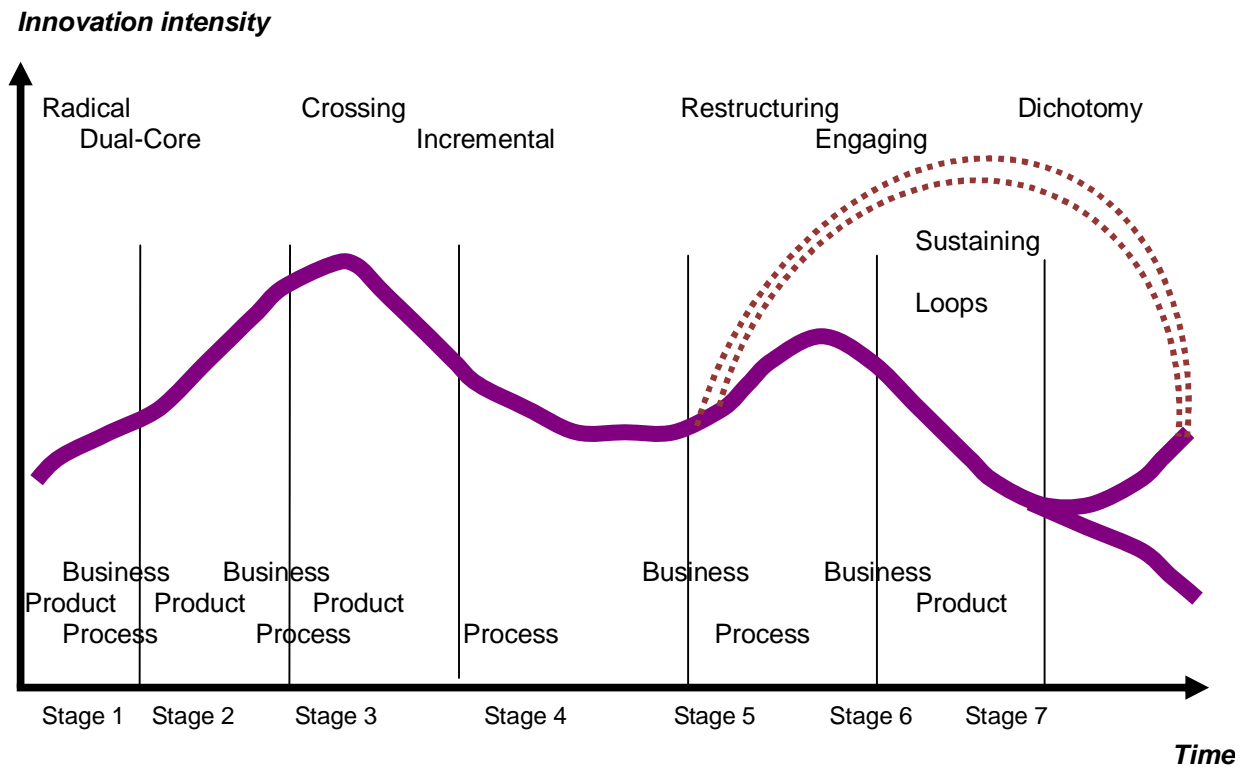 Innovation intensity
Radical Crossing Restructuring Dichotomy
Dual-Core Incremental Engaging
Sustaining
Loops
Business Business Business Business
Product Product Product Product
Process Process Process Process
Stage 1 Stage 2 Stage 3 Stage 4 Stage 5 Stage 6 Stage 7
Time